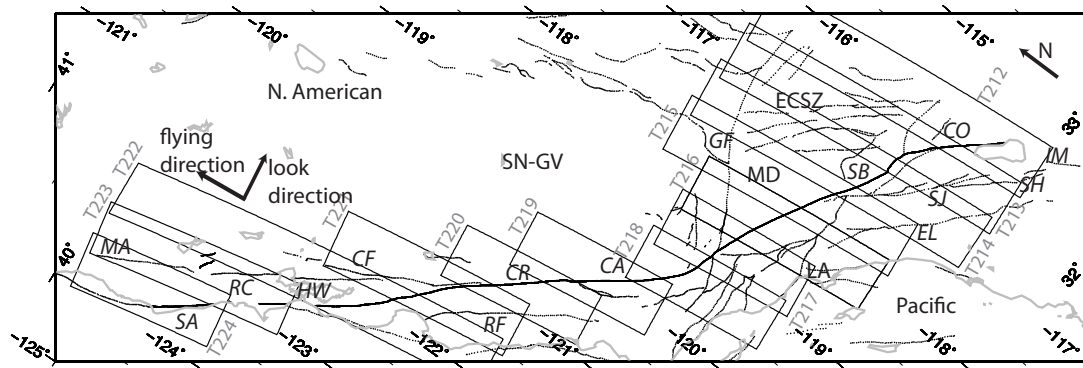 -121°
-120°
-119°
-118°
-117°
-116°
-115°
N
41°
N. American
ECSZ
T212
33°
CO
T215
GF
flying
direction
look
direction
SN-GV
T216
MD
SB
IM
SH
SJ
T222
T223
T221
T220
T219
T218
T213
EL
T214
MA
40°
CF
CR
CA
LA
RC
HW
32°
SA
T224
RF
T217
Pacific
-125°
-124°
-123°
-122°
-121°
-120°
-119°
-118°
-117°